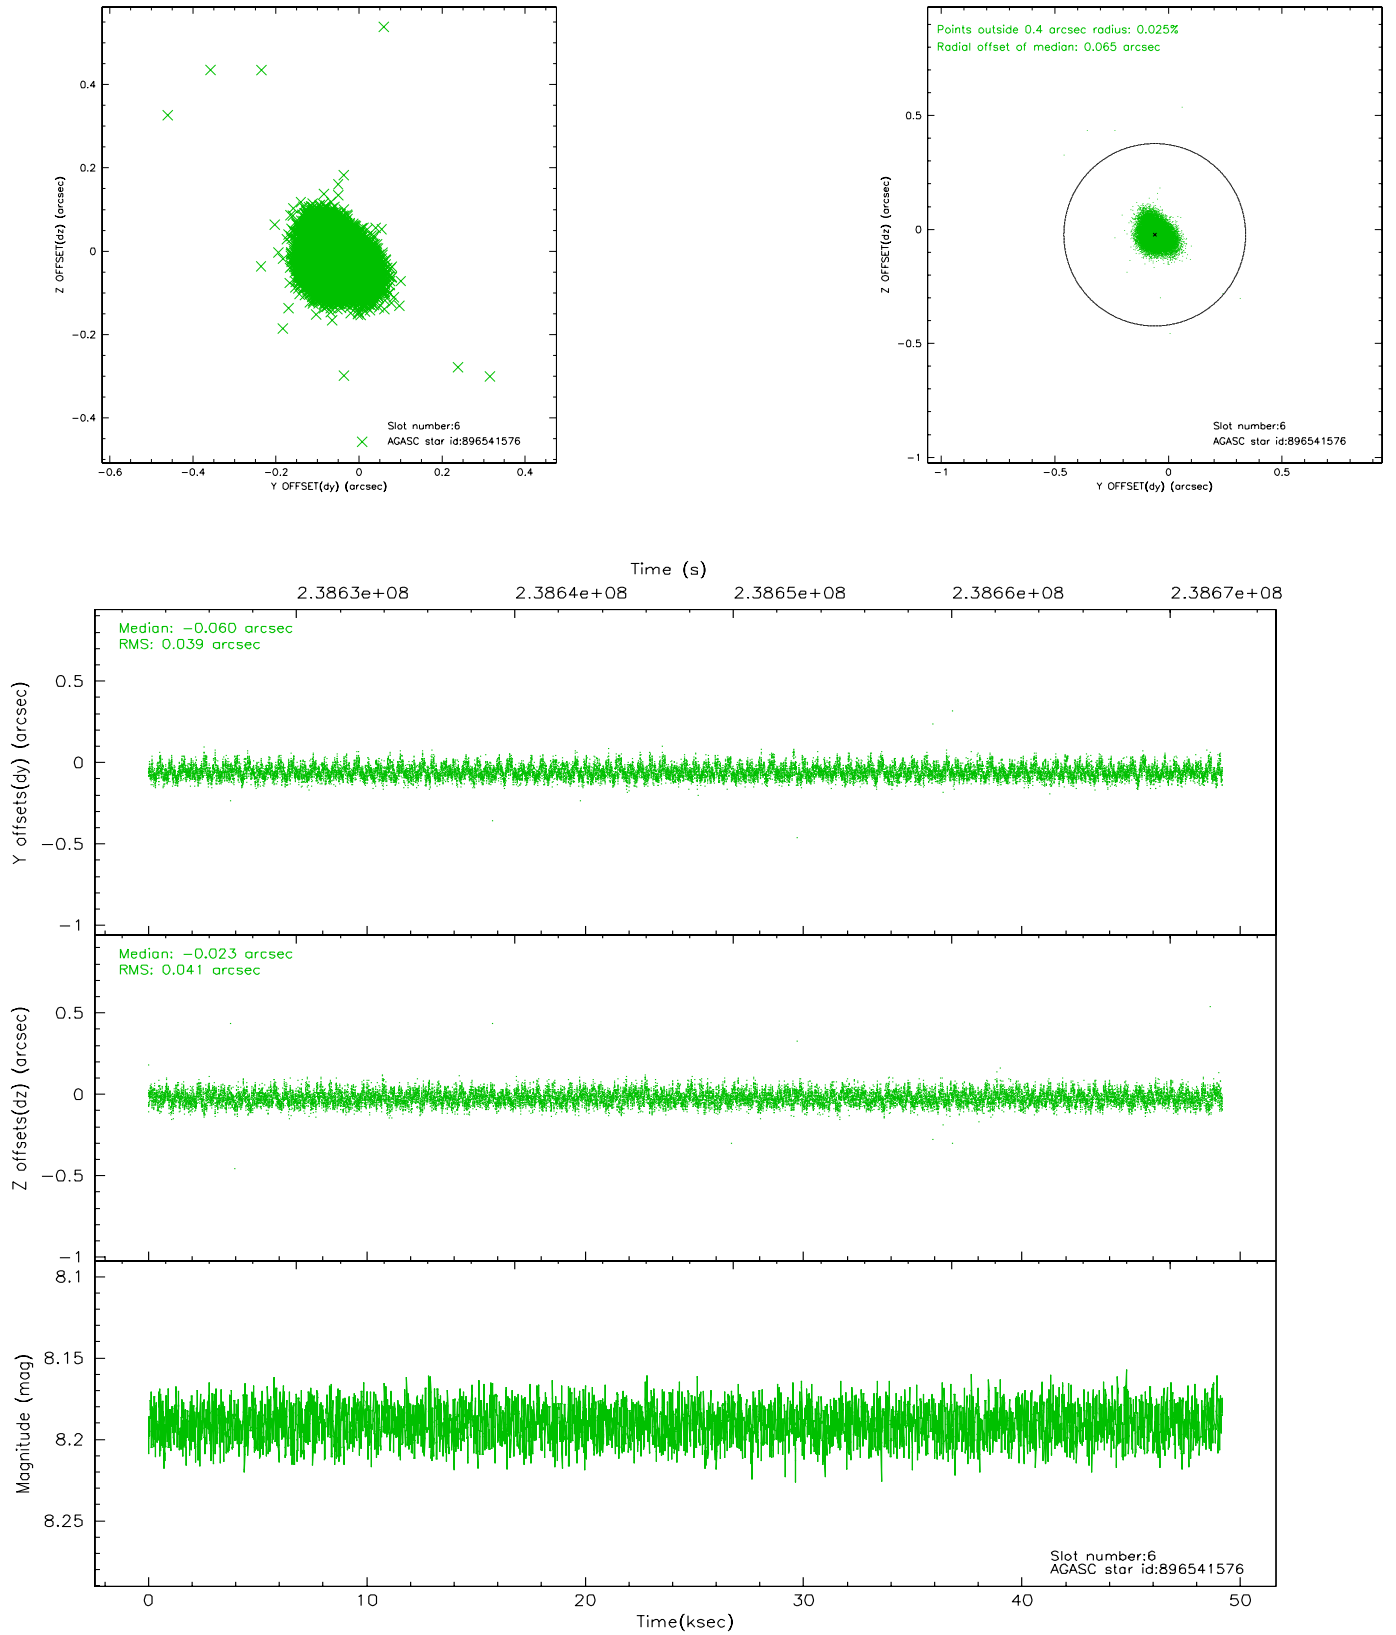 0.4
0.2
0
−0.2
−0.4
Z OFFSET(dz) (arcsec)
Slot number:6
AGASC star id:896541576
−0.6
−0.4
−0.2
0
0.2
0.4
Y OFFSET(dy) (arcsec)
Points outside 0.4 arcsec radius: 0.025%
Radial offset of median: 0.065 arcsec
0.5
0
−0.5
−1
Z OFFSET(dz) (arcsec)
Slot number:6
AGASC star id:896541576
−1
−0.5
0
0.5
Y OFFSET(dy) (arcsec)
Time (s)
2.3863e+08
2.3864e+08
2.3865e+08
2.3866e+08
2.3867e+08
Median: −0.060 arcsec
RMS: 0.039 arcsec
0.5
0
−0.5
−1
Y offsets(dy) (arcsec)
Median: −0.023 arcsec
RMS: 0.041 arcsec
0.5
0
−0.5
−1
Z offsets(dz) (arcsec)
8.1
8.15
8.2
8.25
Magnitude (mag)
Slot number:6
AGASC star id:896541576
0
10
20
30
40
50
Time(ksec)